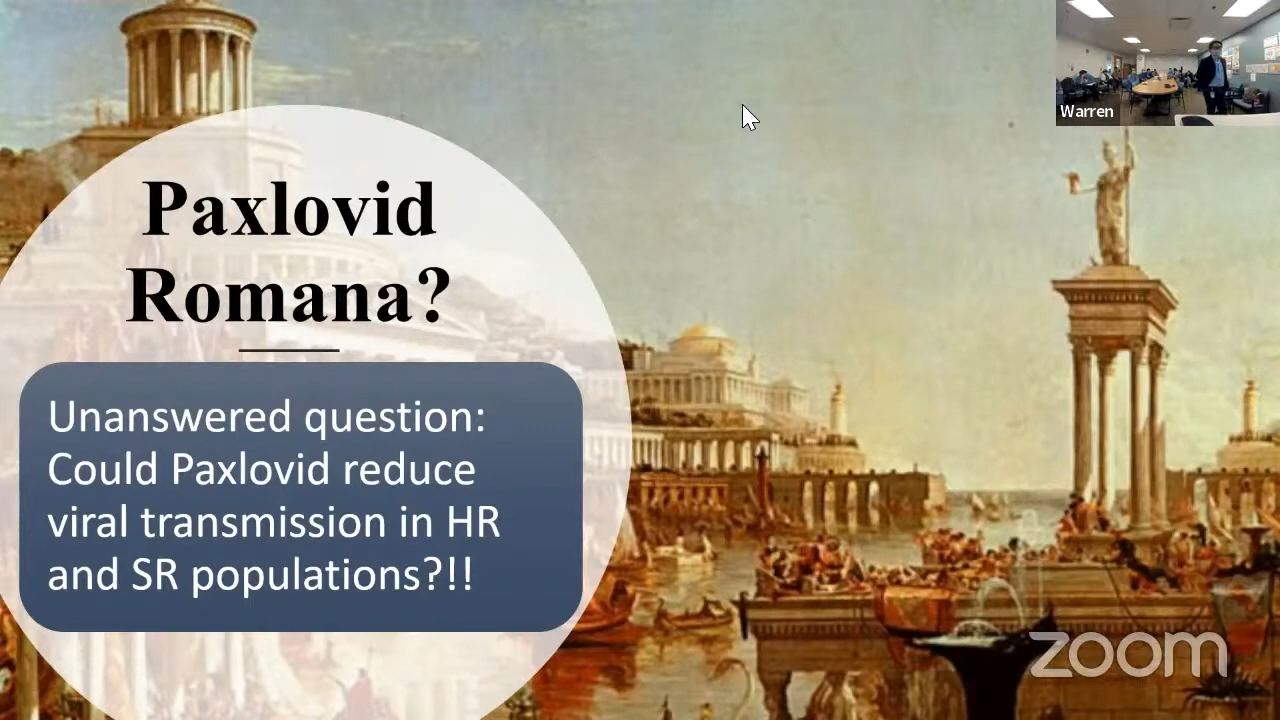 Warren
Paxlovid
Romana?
Unanswered question:
Could Paxlovid reduce
viral transmission in HR
and SR populations?!!
zoom